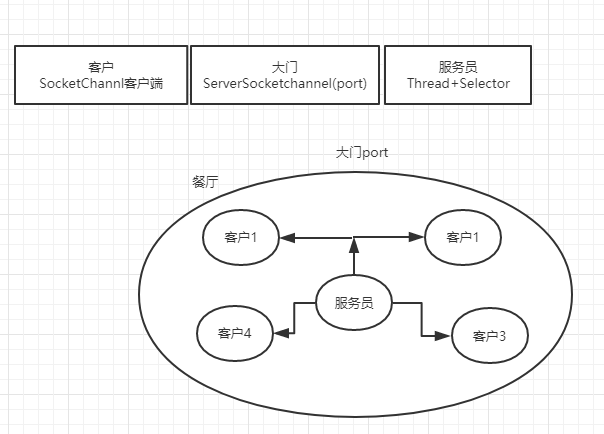 客户
SocketChannl客户端
大门
ServerSocketchannel(port)
服务员
Thread+Selector
大门port
餐厅
客户1
客户1
服务员
客户4
客户3